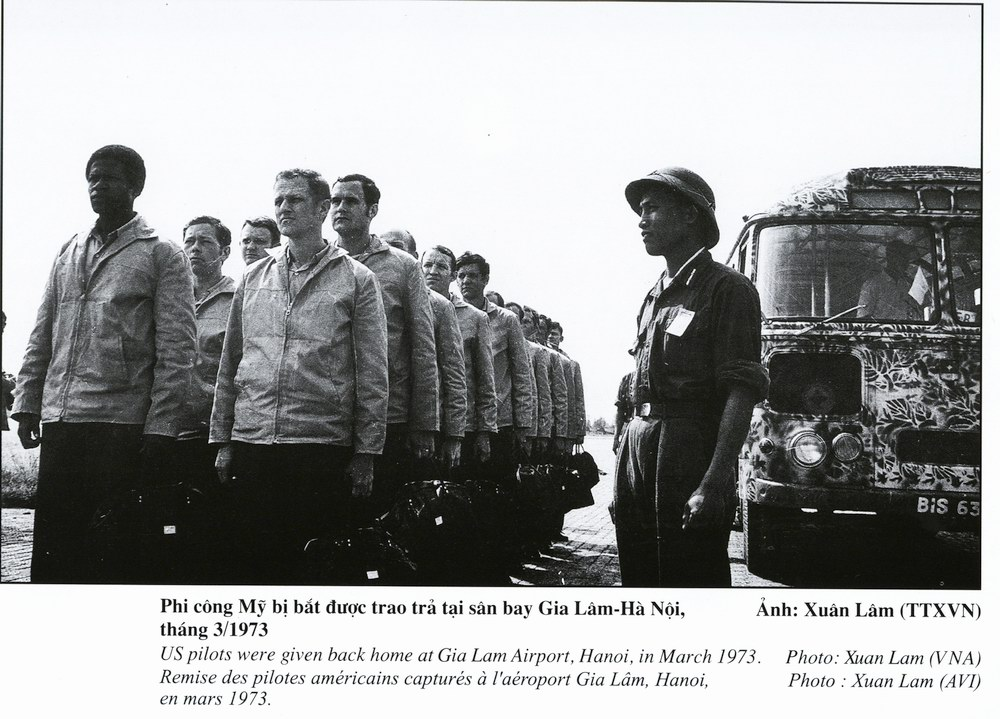 BiS 63
Phi công Mỹ bị bắt được trao trả tại sân bay Gia Lâm-Hà Nội,
tháng 3/1973
Ảnh: Xuân Lâm (TTXVN)
US pilots were given back home at Gia Lam Airport, Hanoi, in March 1973.
Photo: Xuan Lam (VNA)
Remise des pilotes américains capturés à l'aéroport Gia Lâm, Hanoi,
en mars 1973.
Photo : Xuan Lam (AVI)